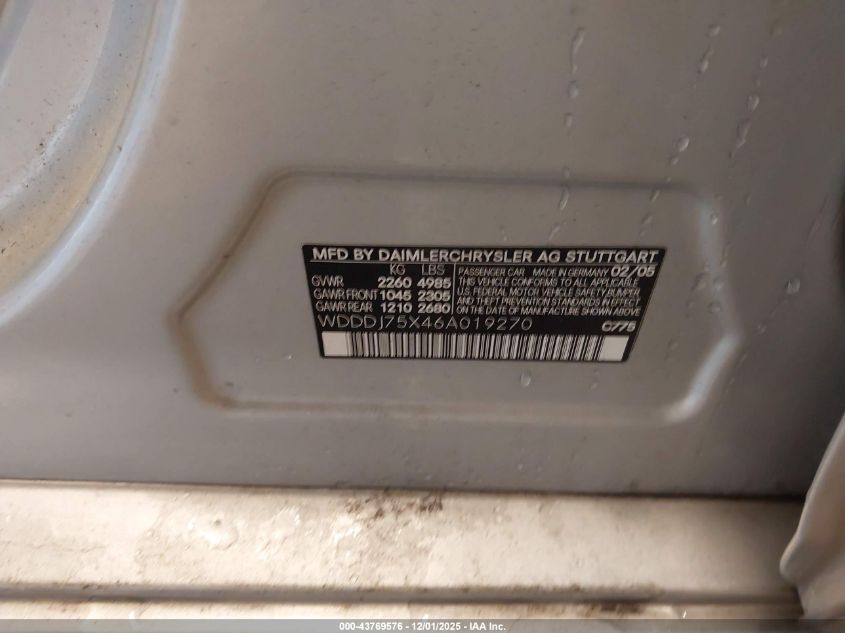 MFD BY DAIMLERCHRYSLER AG STUTTGART
KG LBS
GVWR 2260 4985
GAWR FRONT 1045 2305
GAWR REAR 1210 2680
PASSENGER CAR MADE IN GERMANY 02/05
THIS VEHICLE CONFORMS TO ALL APPLICABLE
U.S. FEDERAL MOTOR VEHICLE SAFETY, BUMPER
AND THEFT PREVENTION STANDARDS IN EFFECT
ON THE DATE OF MANUFACTURE SHOWN ABOVE
WDDDJ75X46A019270
C775
000-43769576 - 12/01/2025 - © IAA Inc.